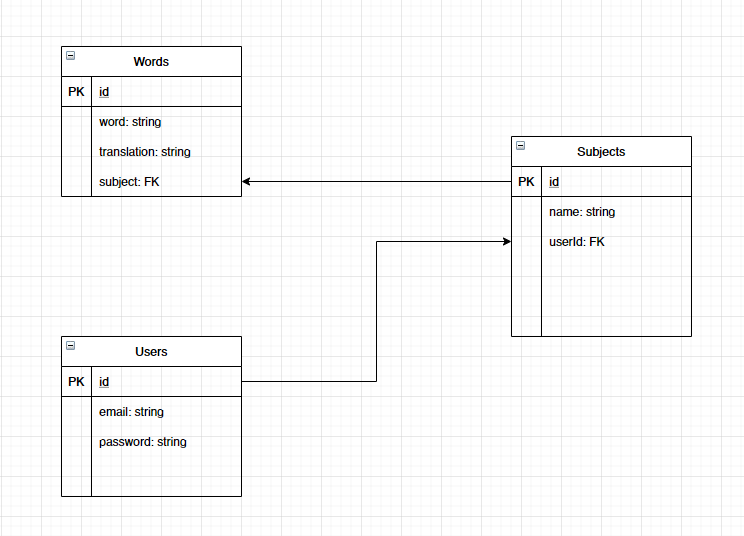 Words
PK id
word: string
translation: string
subject: FK
Subjects
PK id
name: string
userId: FK
Users
PK id
email: string
password: string